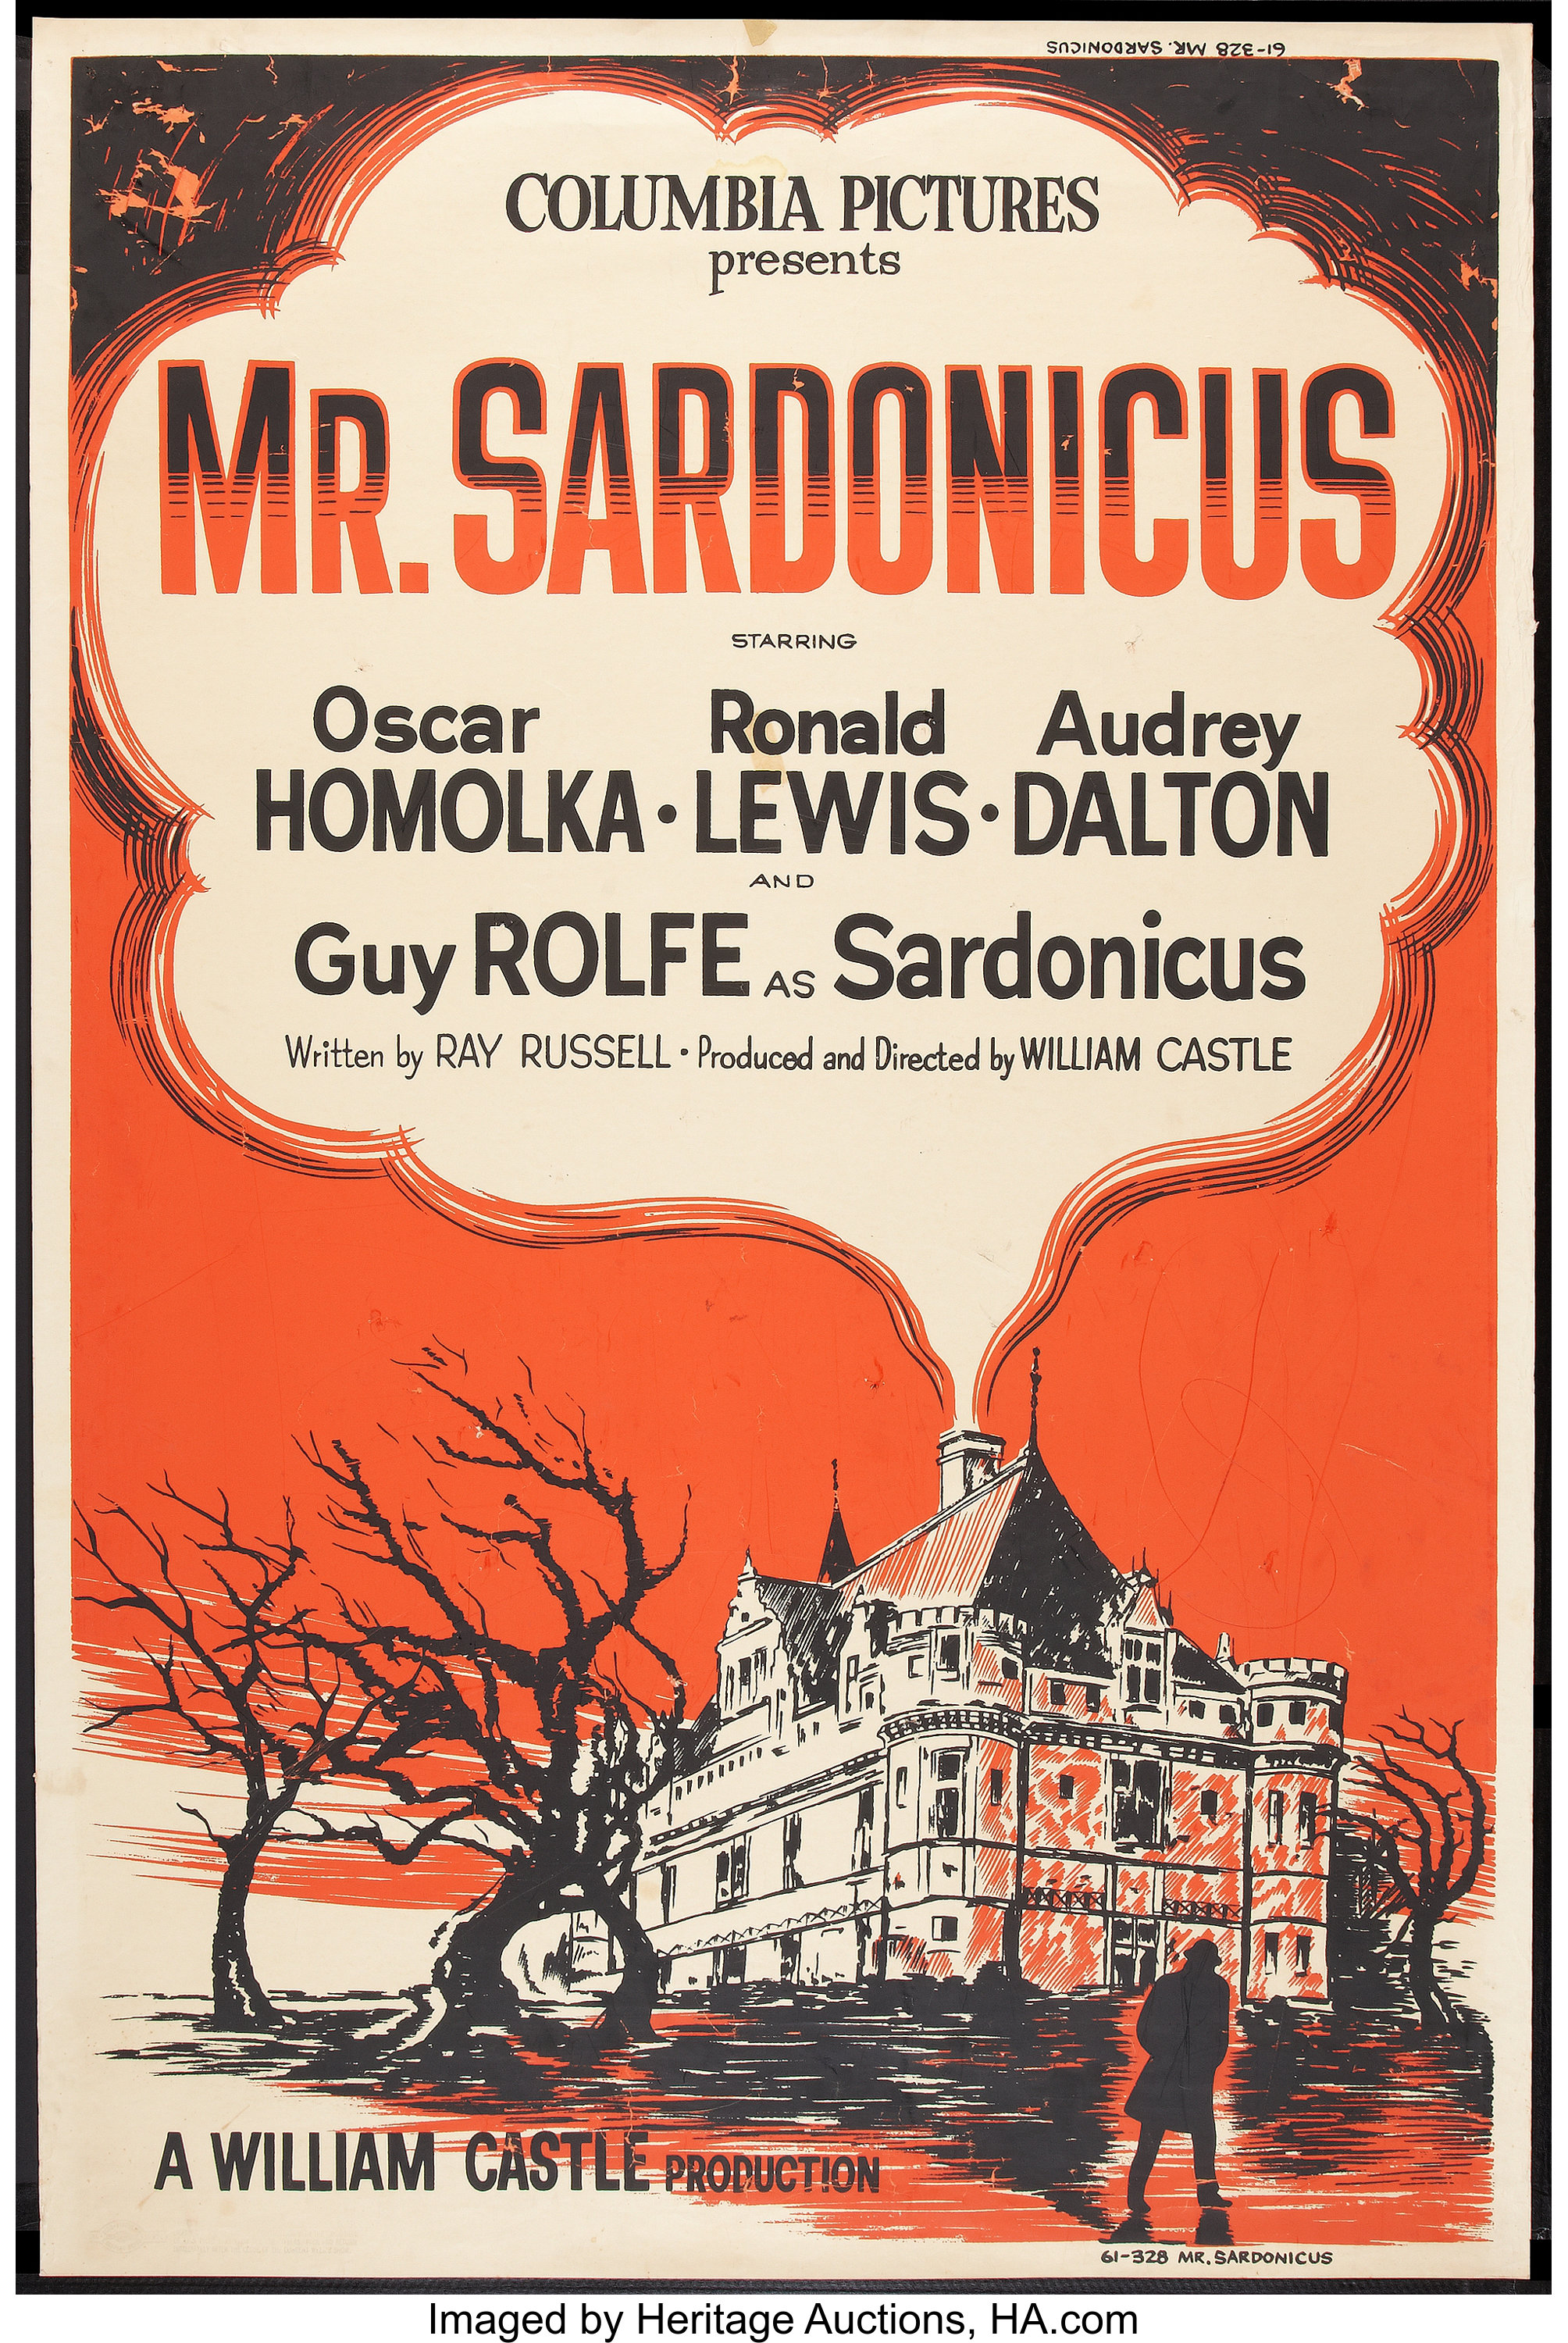 61-328 MR. SARDONICUS
COLUMBIA PICTURES
presents
MR. SARDONICUS
STARRING
Oscar HOMOLKA • Ronald LEWIS • Audrey DALTON
AND
Guy ROLFE AS Sardonicus
Written by RAY RUSSELL • Produced and Directed by WILLIAM CASTLE
A WILLIAM CASTLE PRODUCTION
61-328 MR. SARDONICUS
Imaged by Heritage Auctions, HA.com